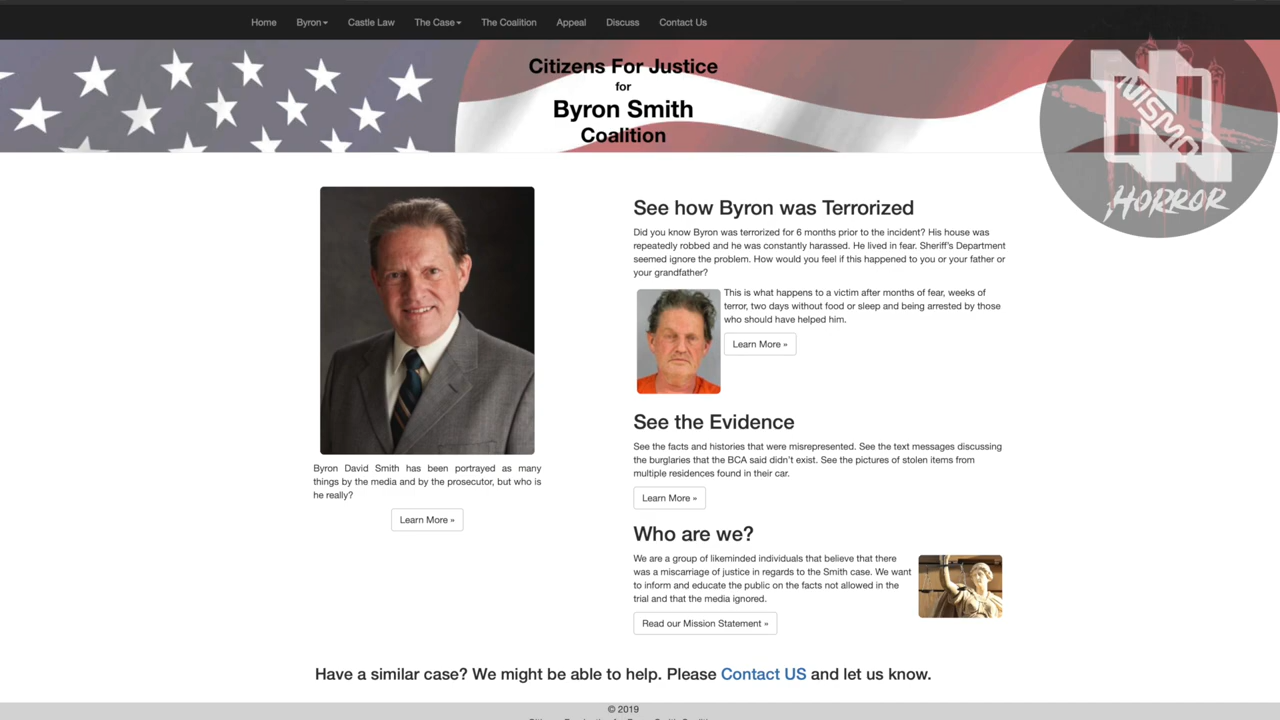 Home Byron Castle Law The Case The Coalition Appeal Discuss Contact Us
Citizens For Justice
for
Byron Smith
Coalition
NISMO
HORROR
Byron David Smith has been portrayed as many
things by the media and by the prosecutor, but who is
he really?
Learn More »
See how Byron was Terrorized
Did you know Byron was terrorized for 6 months prior to the incident? His house was
repeatedly robbed and he was constantly harassed. He lived in fear. Sheriff's Department
seemed ignore the problem. How would you feel if this happened to you or your father or
your grandfather?
This is what happens to a victim after months of fear, weeks of
terror, two days without food or sleep and being arrested by those
who should have helped him.
Learn More »
See the Evidence
See the facts and histories that were misrepresented. See the text messages discussing
the burglaries that the BCA said didn't exist. See the pictures of stolen items from
multiple residences found in their car.
Learn More »
Who are we?
We are a group of likeminded individuals that believe that there
was a miscarriage of justice in regards to the Smith case. We want
to inform and educate the public on the facts not allowed in the
trial and that the media ignored.
Read our Mission Statement »
Have a similar case? We might be able to help. Please Contact US and let us know.
© 2019